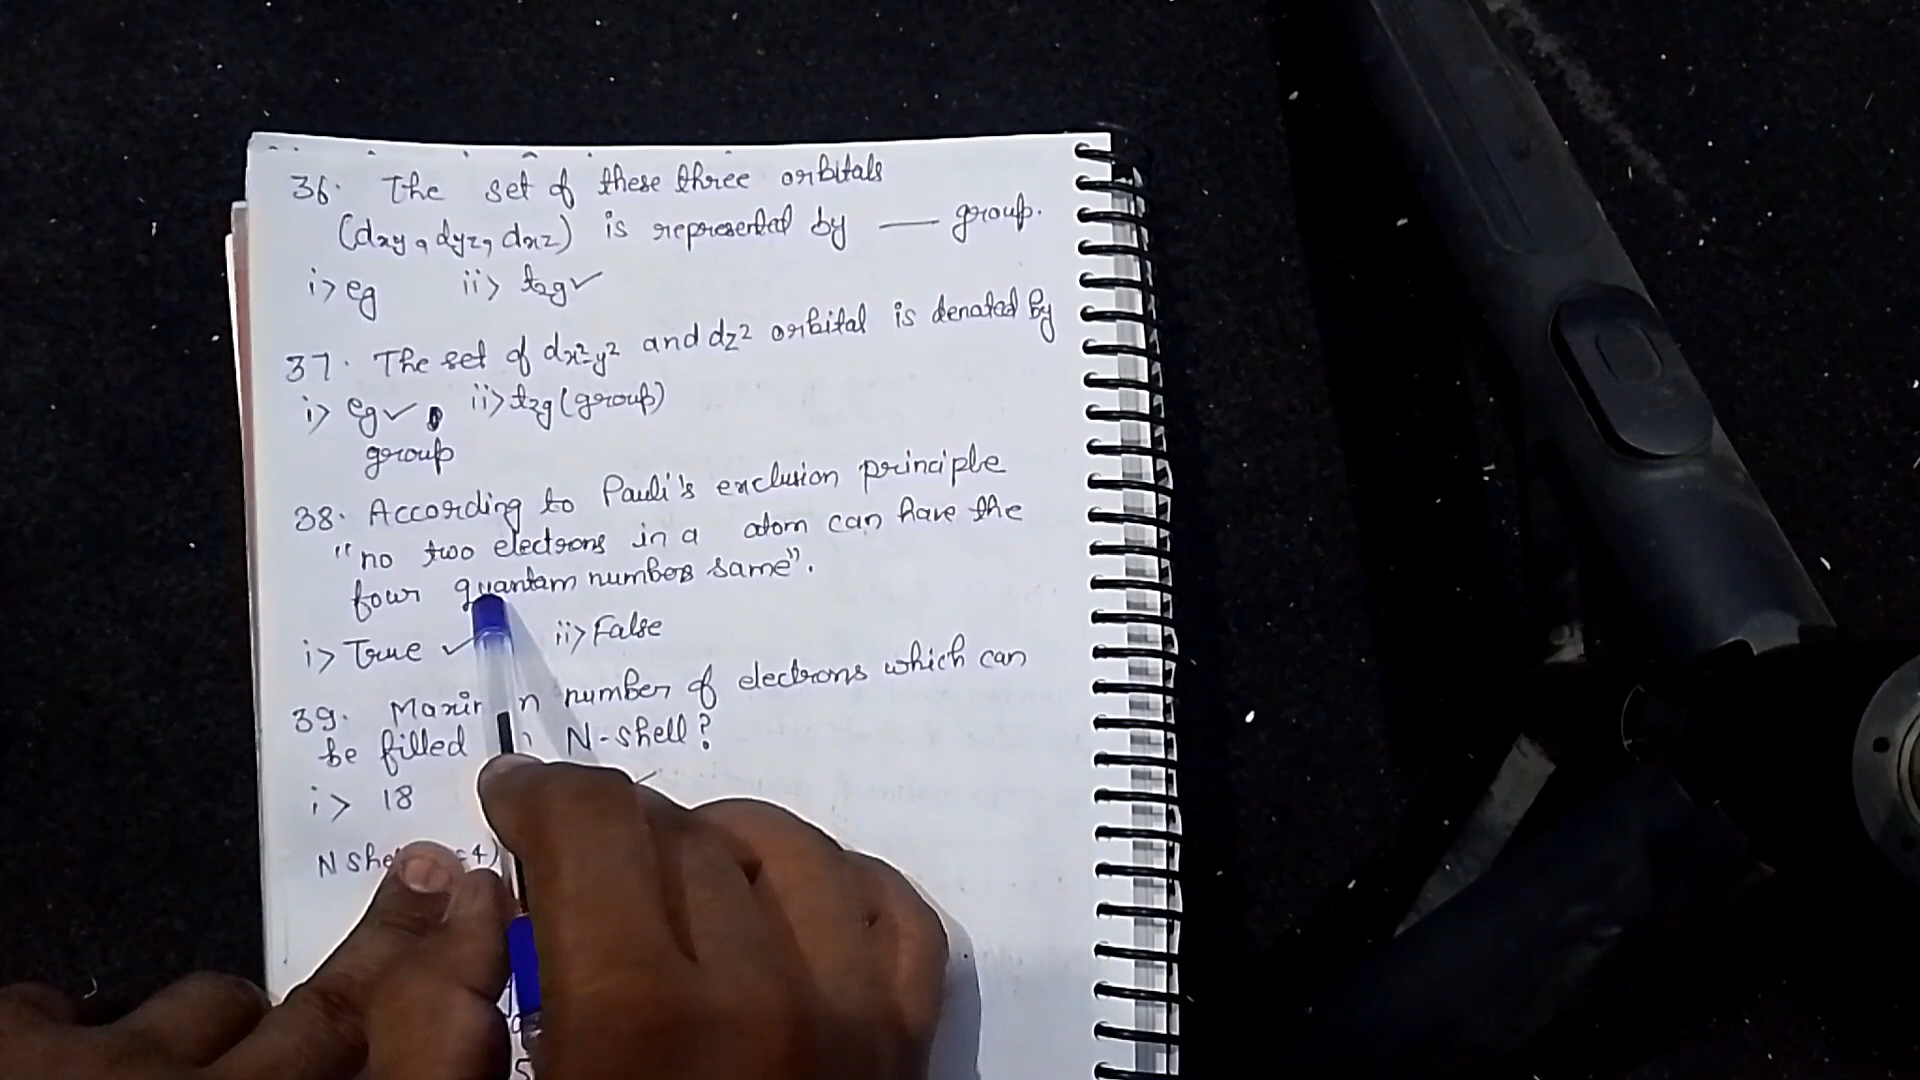 36. The set of these three orbitals
(dxy, dyz, dxz) is represented by — group.
i> eg ii> t2g ✓
37. The set of dx²-y² and dz² orbital is denated by
i> eg ✓ ii> t2g (group)
group
38. According to Pauli's exclusion principle
"no two electrons in a atom can have the
four quantam numbers same".
i> True ✓ ii> False
39. number of electrons which can
be filled N-shell?
i> 18
N 4)